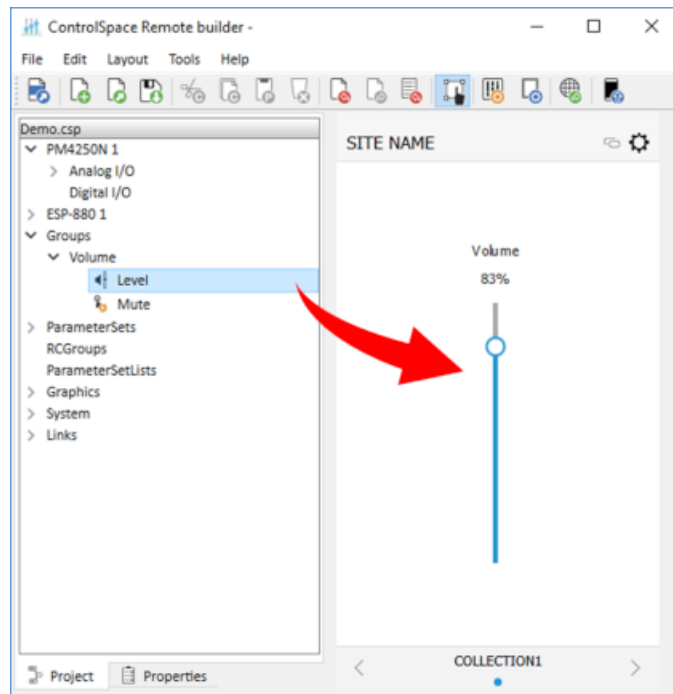 ControlSpace Remote builder -
File Edit Layout Tools Help
Demo.csp
PM4250N 1
Analog I/O
Digital I/O
ESP-880 1
Groups
Volume
Level
Mute
ParameterSets
RCGroups
ParameterSetLists
Graphics
System
Links
Project Properties
SITE NAME
Volume
83%
COLLECTION1